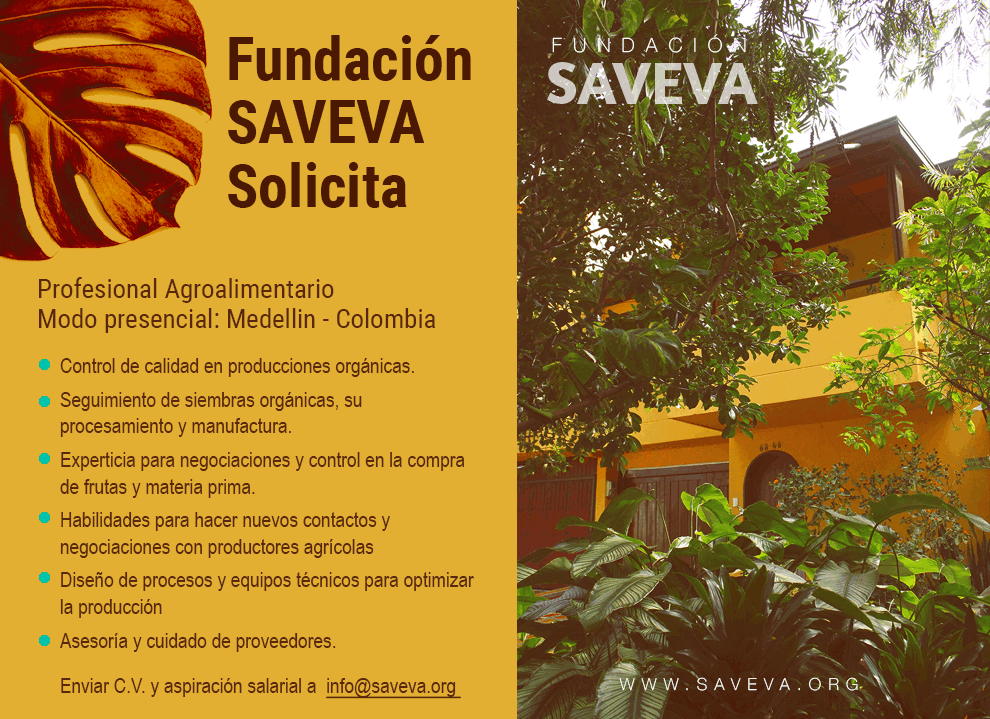 Fundación
SAVEVA
Solicita
Profesional Agroalimentario
Modo presencial: Medellin - Colombia
Control de calidad en producciones orgánicas.
Seguimiento de siembras orgánicas, su
procesamiento y manufactura.
Experticia para negociaciones y control en la compra
de frutas y materia prima.
Habilidades para hacer nuevos contactos y
negociaciones con productores agrícolas
Diseño de procesos y equipos técnicos para optimizar
la producción
Asesoría y cuidado de proveedores.
Enviar C.V. y aspiración salarial a info@saveva.org
FUNDACIÓN
SAVEVA
WWW.SAVEVA.ORG